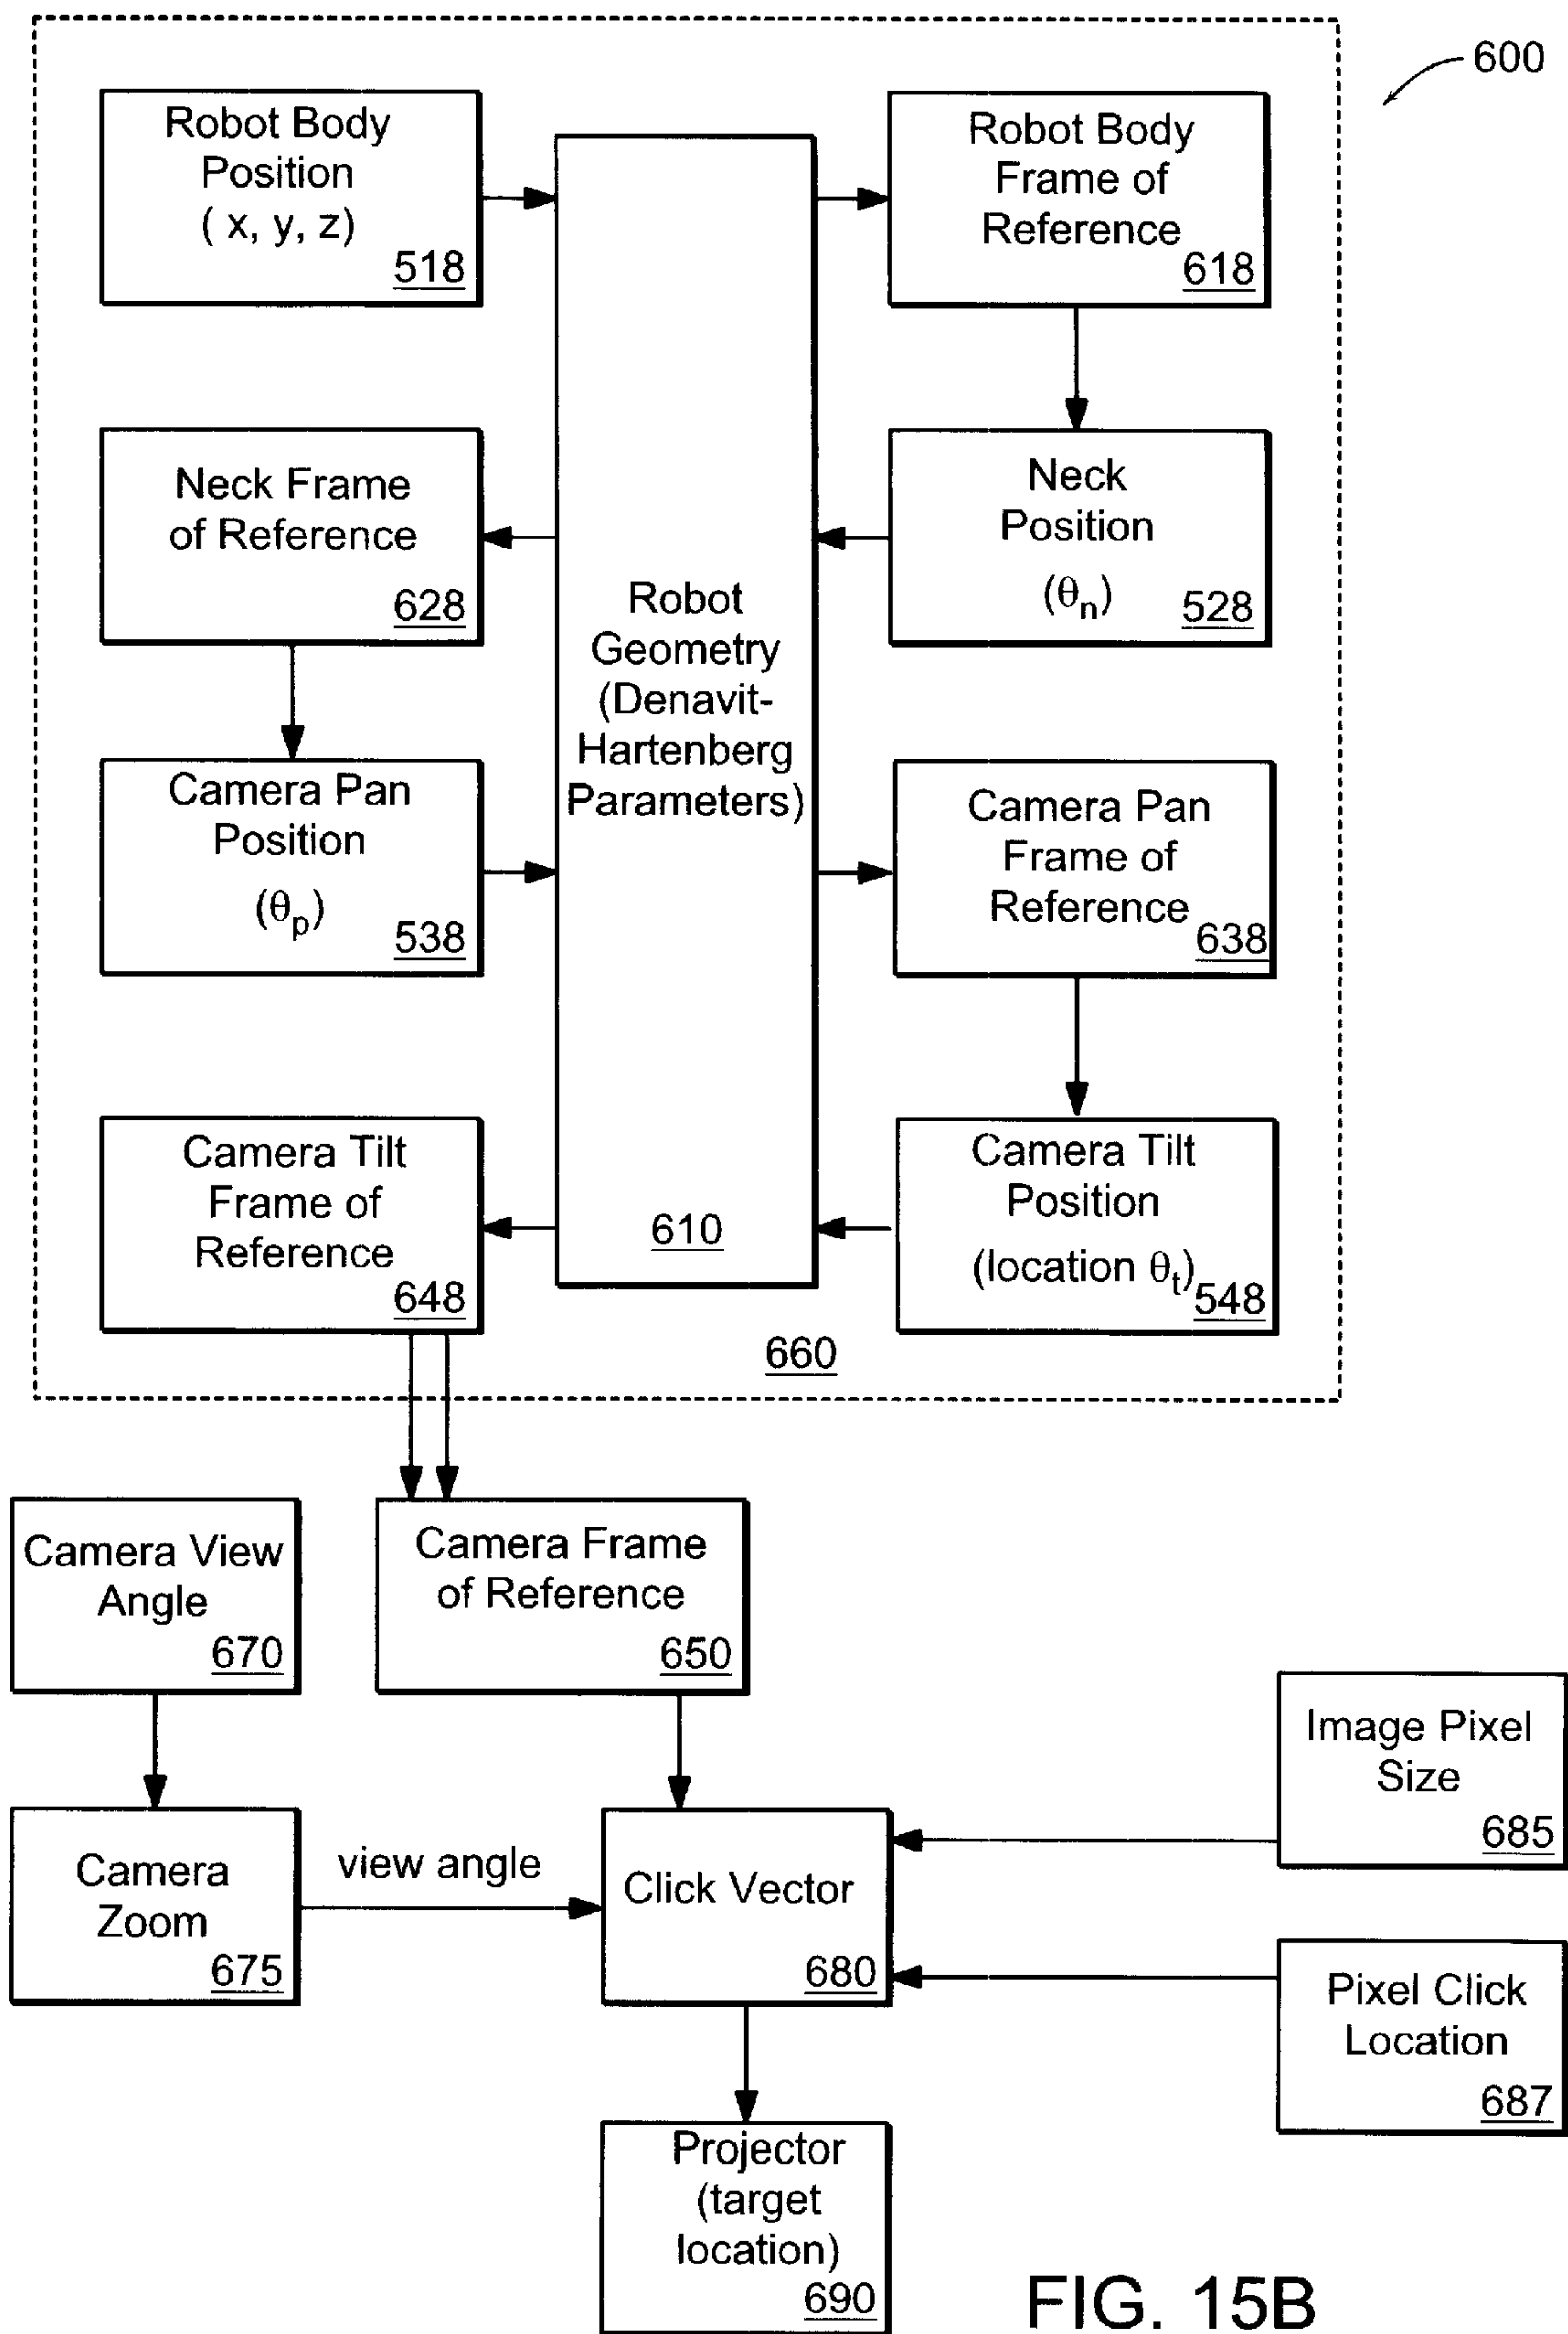 600
Robot Body
Position
( x, y, z)
518
Robot Body
Frame of
Reference
618
Neck Frame
of Reference
628
Neck
Position
(θn)
528
Robot
Geometry
(Denavit-
Hartenberg
Parameters)
610
Camera Pan
Position
(θp)
538
Camera Pan
Frame of
Reference
638
Camera Tilt
Frame of
Reference
648
Camera Tilt
Position
(location θt)
548
660
Camera View
Angle
670
Camera Frame
of Reference
650
Image Pixel
Size
685
Camera
Zoom
675
view angle
Click Vector
680
Pixel Click
Location
687
Projector
(target
location)
690
FIG. 15B